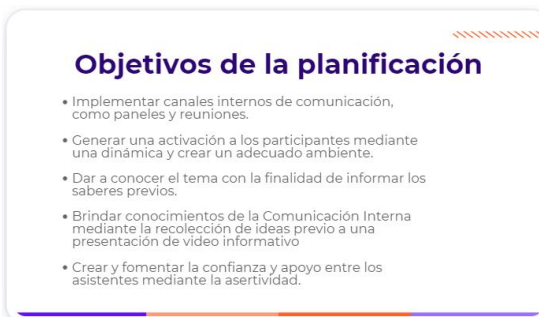 Objetivos de la planificación
• Implementar canales internos de comunicación,
como paneles y reuniones.
• Generar una activación a los participantes mediante
una dinámica y crear un adecuado ambiente.
• Dar a conocer el tema con la finalidad de informar los
saberes previos.
• Brindar conocimientos de la Comunicación Interna
mediante la recolección de ideas previo a una
presentación de video informativo
• Crear y fomentar la confianza y apoyo entre los
asistentes mediante la asertividad.